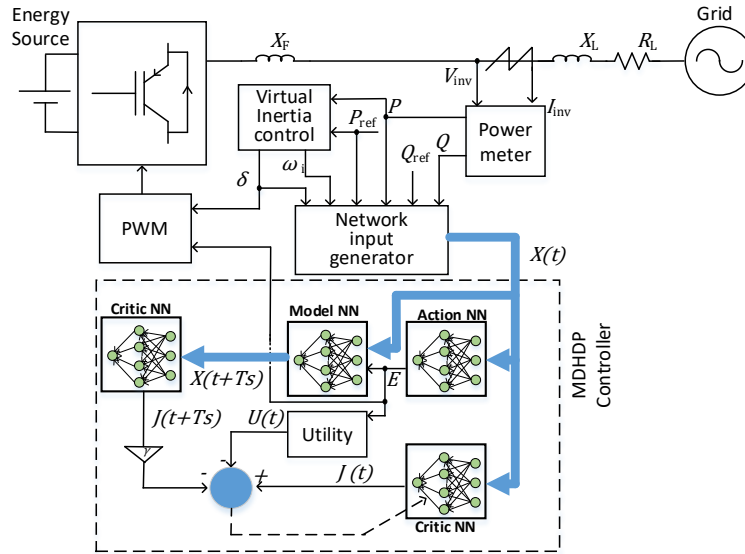 Energy
Source
X_F
X_L
R_L
Grid
V_inv
I_inv
Virtual
Inertia
control
P
P_ref
Power
meter
Q_ref
Q
δ
ω_i
PWM
Network
input
generator
X(t)
Critic NN
Model NN
Action NN
X(t+Ts)
E
J(t+Ts)
U(t)
Utility
γ
-
-
+
J(t)
Critic NN
MDHDP
Controller